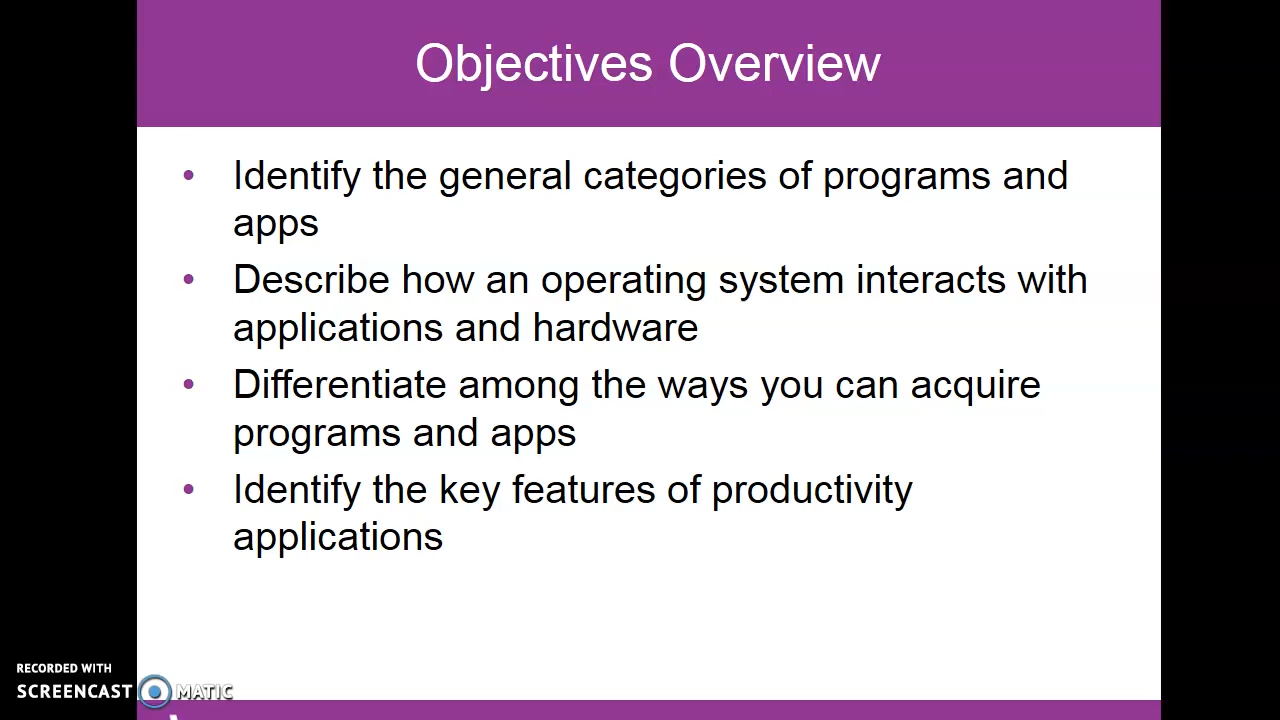 Objectives Overview
• Identify the general categories of programs and
apps
• Describe how an operating system interacts with
applications and hardware
• Differentiate among the ways you can acquire
programs and apps
• Identify the key features of productivity
applications
RECORDED WITH
SCREENCAST MATIC